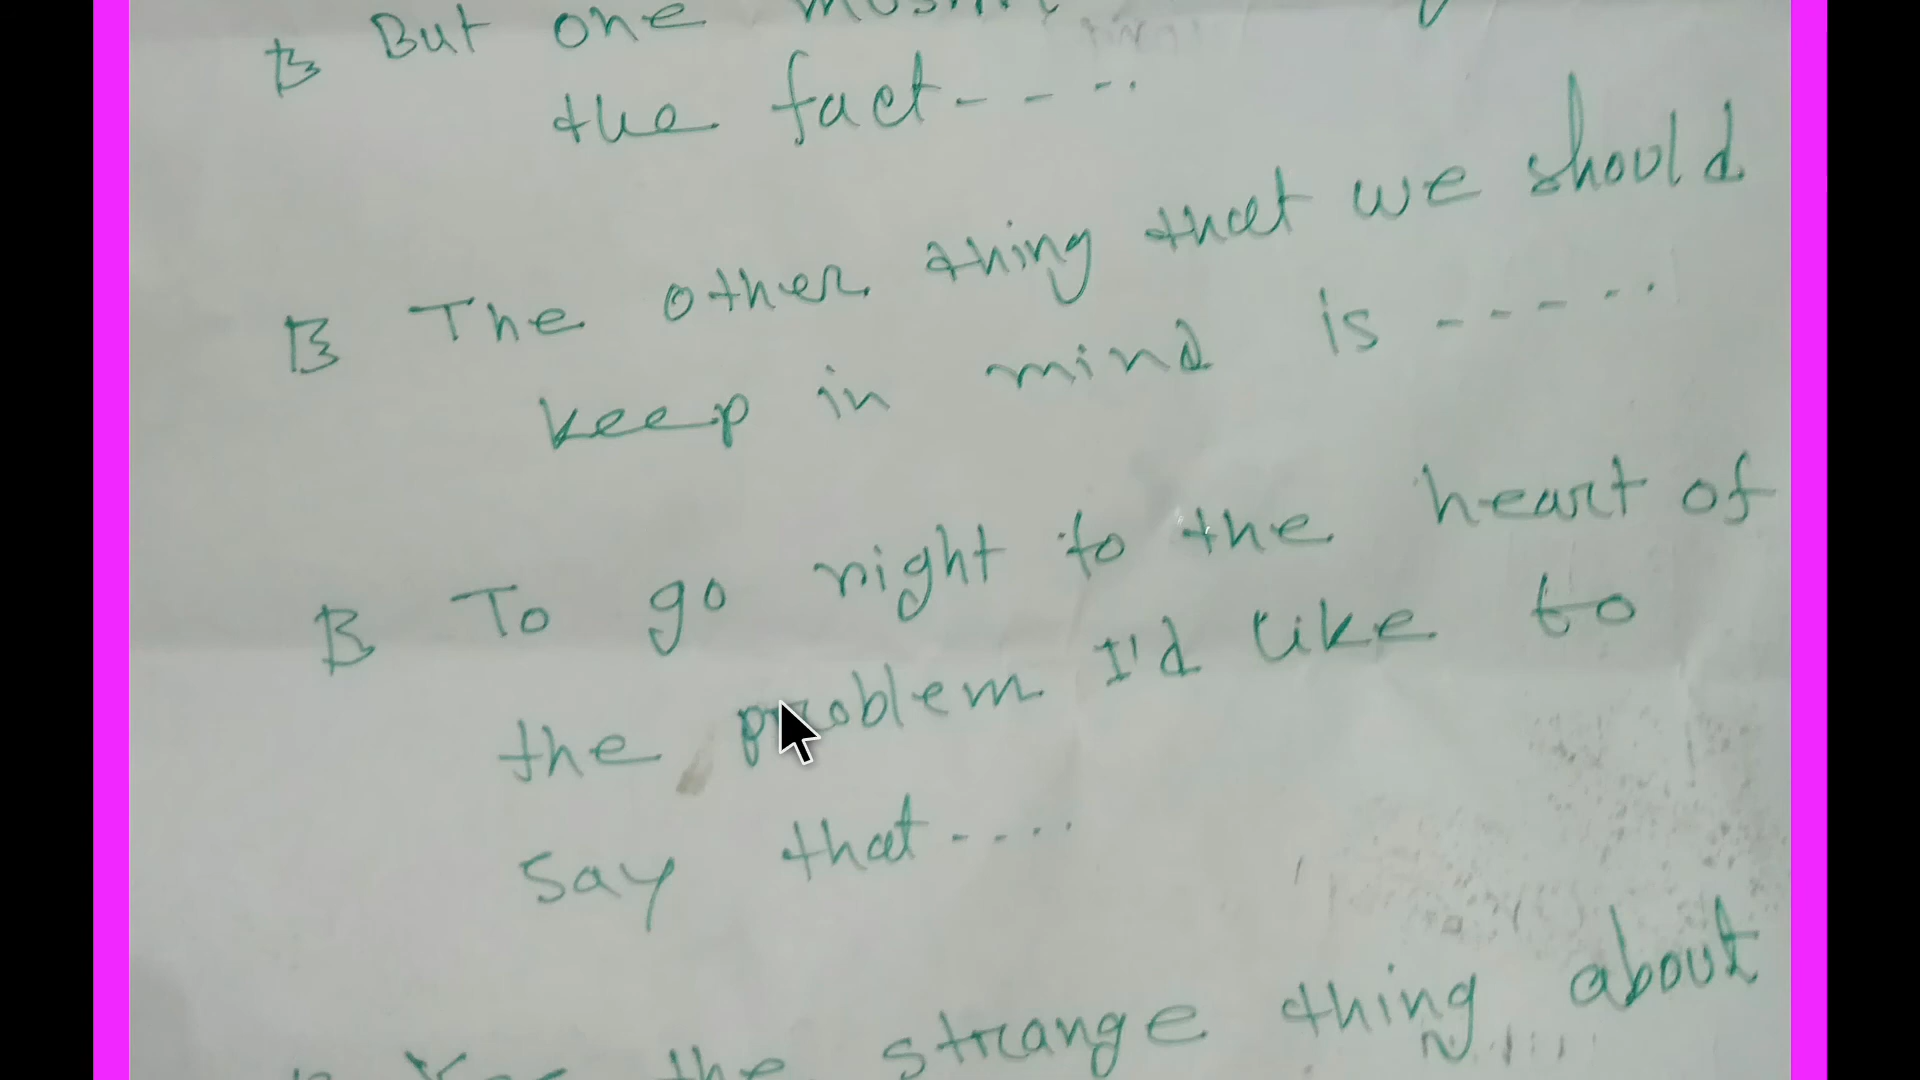 B But one
the fact - - - -
B The other thing that we should
keep in mind is - - - - -
B To go right to the heart of
the problem I'd like to
say that - - - -
the strange thing about